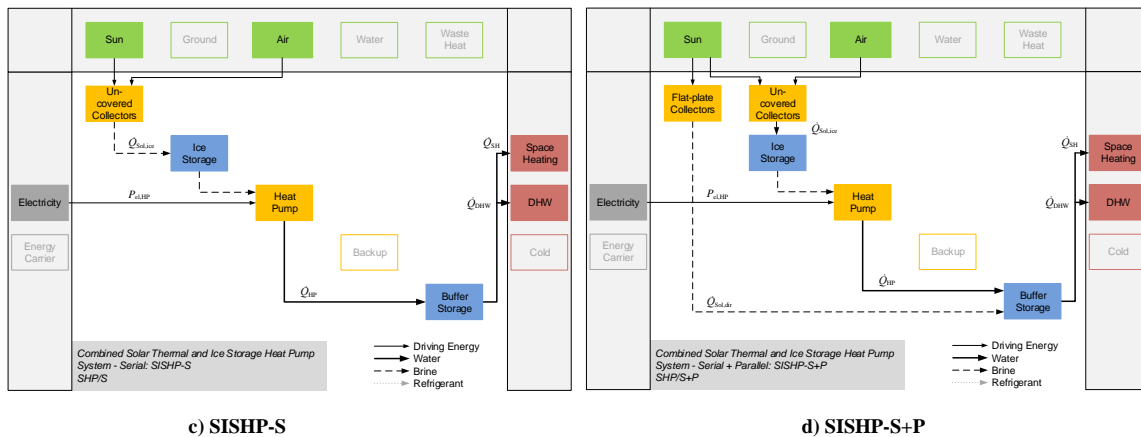 Sun
Ground
Air
Water
Waste
Heat
Un-
covered
Collectors
Q̇Sol,ice
Ice
Storage
Q̇SH
Space
Heating
Electricity
Pel,HP
Heat
Pump
Q̇DHW
DHW
Energy
Carrier
Backup
Cold
Q̇HP
Buffer
Storage
Combined Solar Thermal and Ice Storage Heat Pump
System - Serial: SISHP-S
SHP/S
Driving Energy
Water
Brine
Refrigerant
c) SISHP-S
Sun
Ground
Air
Water
Waste
Heat
Flat-plate
Collectors
Un-
covered
Collectors
Q̇Sol,ice
Ice
Storage
Q̇SH
Space
Heating
Electricity
Pel,HP
Heat
Pump
Q̇DHW
DHW
Energy
Carrier
Backup
Cold
Q̇HP
Q̇Sol,dir
Buffer
Storage
Combined Solar Thermal and Ice Storage Heat Pump
System - Serial + Parallel: SISHP-S+P
SHP/S+P
Driving Energy
Water
Brine
Refrigerant
d) SISHP-S+P